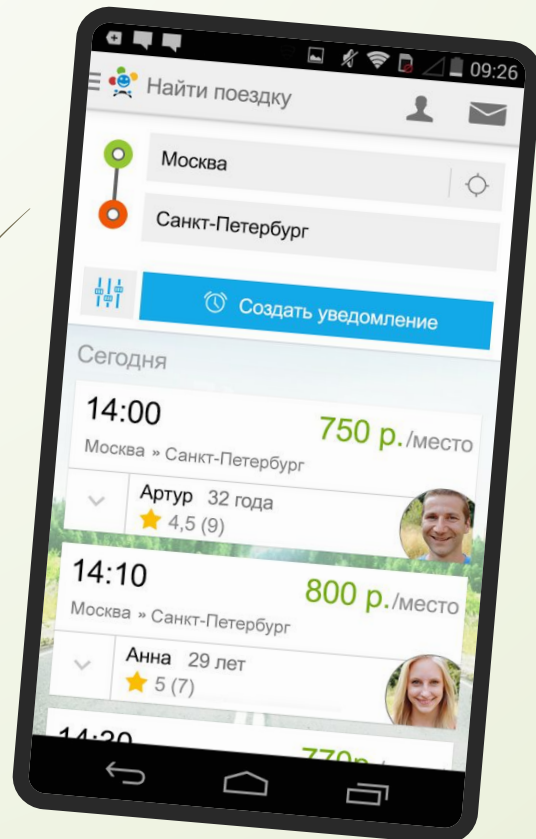 09:26
Найти поездку
Москва
Санкт-Петербург
Создать уведомление
Сегодня
14:00
750 р./место
Москва » Санкт-Петербург
Артур 32 года
4,5 (9)
14:10
800 р./место
Москва » Санкт-Петербург
Анна 29 лет
5 (7)